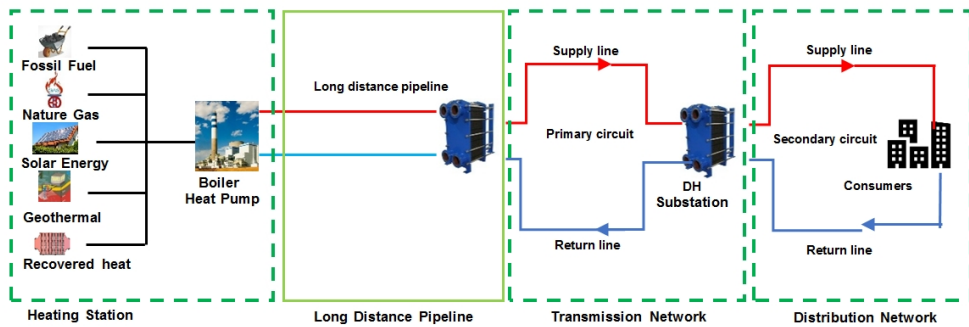 Fossil Fuel
Nature Gas
Solar Energy
Geothermal
Recovered heat
Boiler
Heat Pump
Heating Station
Long distance pipeline
Long Distance Pipeline
Supply line
Primary circuit
DH
Substation
Return line
Transmission Network
Supply line
Secondary circuit
Consumers
Return line
Distribution Network